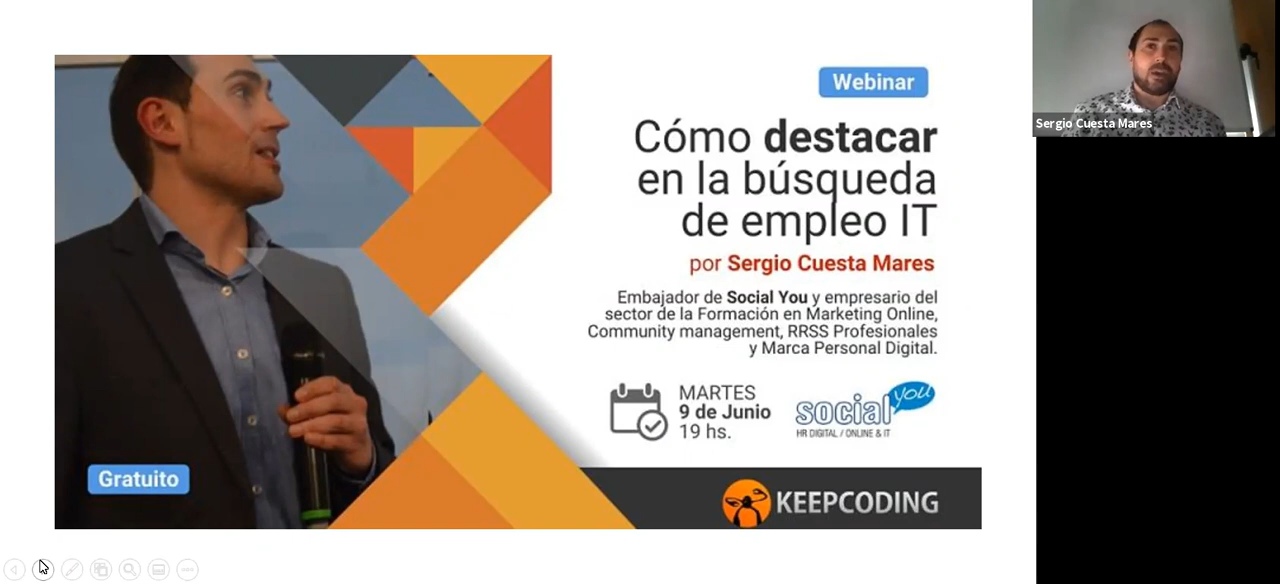 Webinar
Cómo destacar
en la búsqueda
de empleo IT
por Sergio Cuesta Mares
Embajador de Social You y empresario del
sector de la Formación en Marketing Online,
Community management, RRSS Profesionales
y Marca Personal Digital.
MARTES
9 de Junio
19 hs.
social you
HR DIGITAL / ONLINE & IT
Gratuito
KEEPCODING
Sergio Cuesta Mares